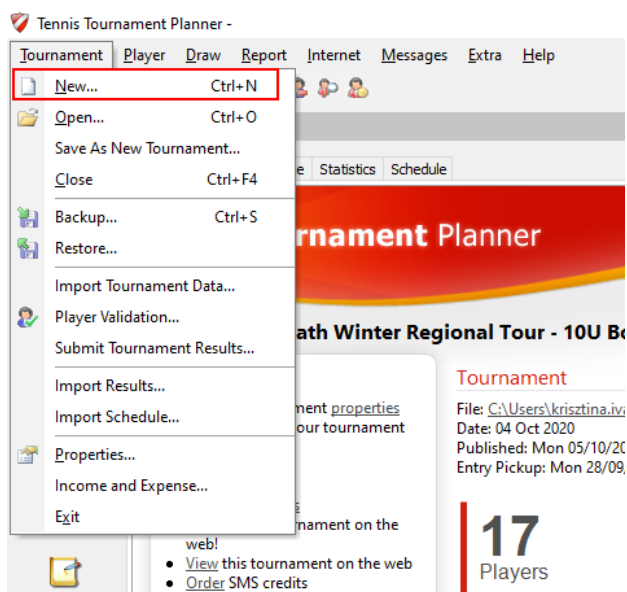 Tennis Tournament Planner -
Tournament Player Draw Report Internet Messages Extra Help
New... Ctrl+N
Open... Ctrl+O
Save As New Tournament...
Close Ctrl+F4
Backup... Ctrl+S
Restore...
Import Tournament Data...
Player Validation...
Submit Tournament Results...
Import Results...
Import Schedule...
Properties...
Income and Expense...
Exit
e Statistics Schedule
rnament Planner
ath Winter Regional Tour - 10U Bo
ment properties
our tournament
s
rnament on the
web!
• View this tournament on the web
• Order SMS credits
Tournament
File: C:\Users\krisztina.iva
Date: 04 Oct 2020
Published: Mon 05/10/20
Entry Pickup: Mon 28/09/
17
Players